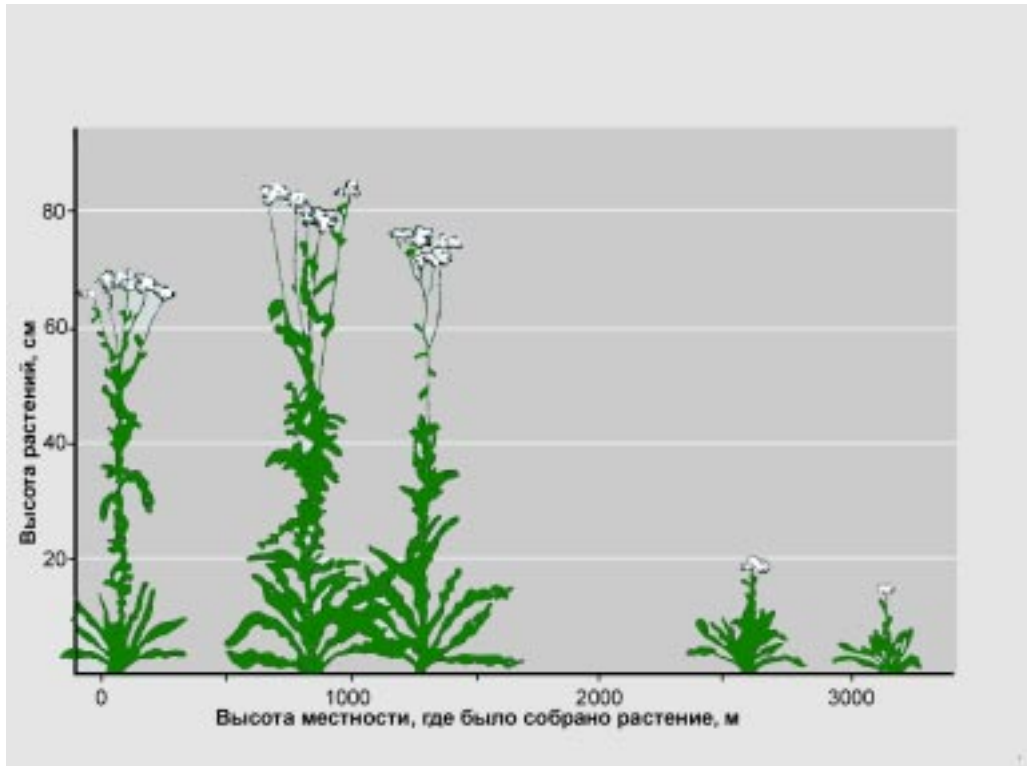 80
60
40
20
Высота растений, см
0 1000 2000 3000
Высота местности, где было собрано растение, м